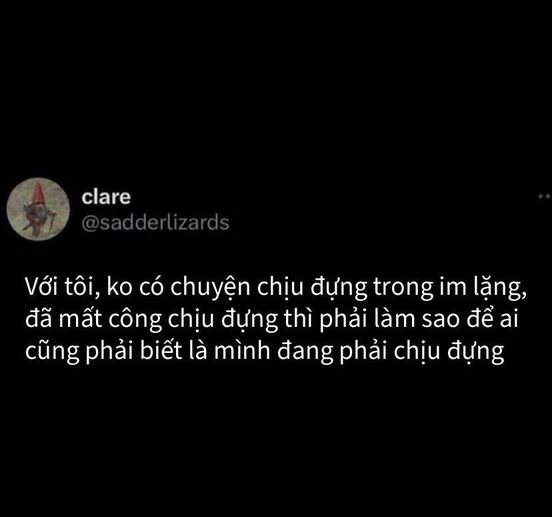 clare
@sadderlizards
Với tôi, ko có chuyện chịu đựng trong im lặng,
đã mất công chịu đựng thì phải làm sao để ai
cũng phải biết là mình đang phải chịu đựng